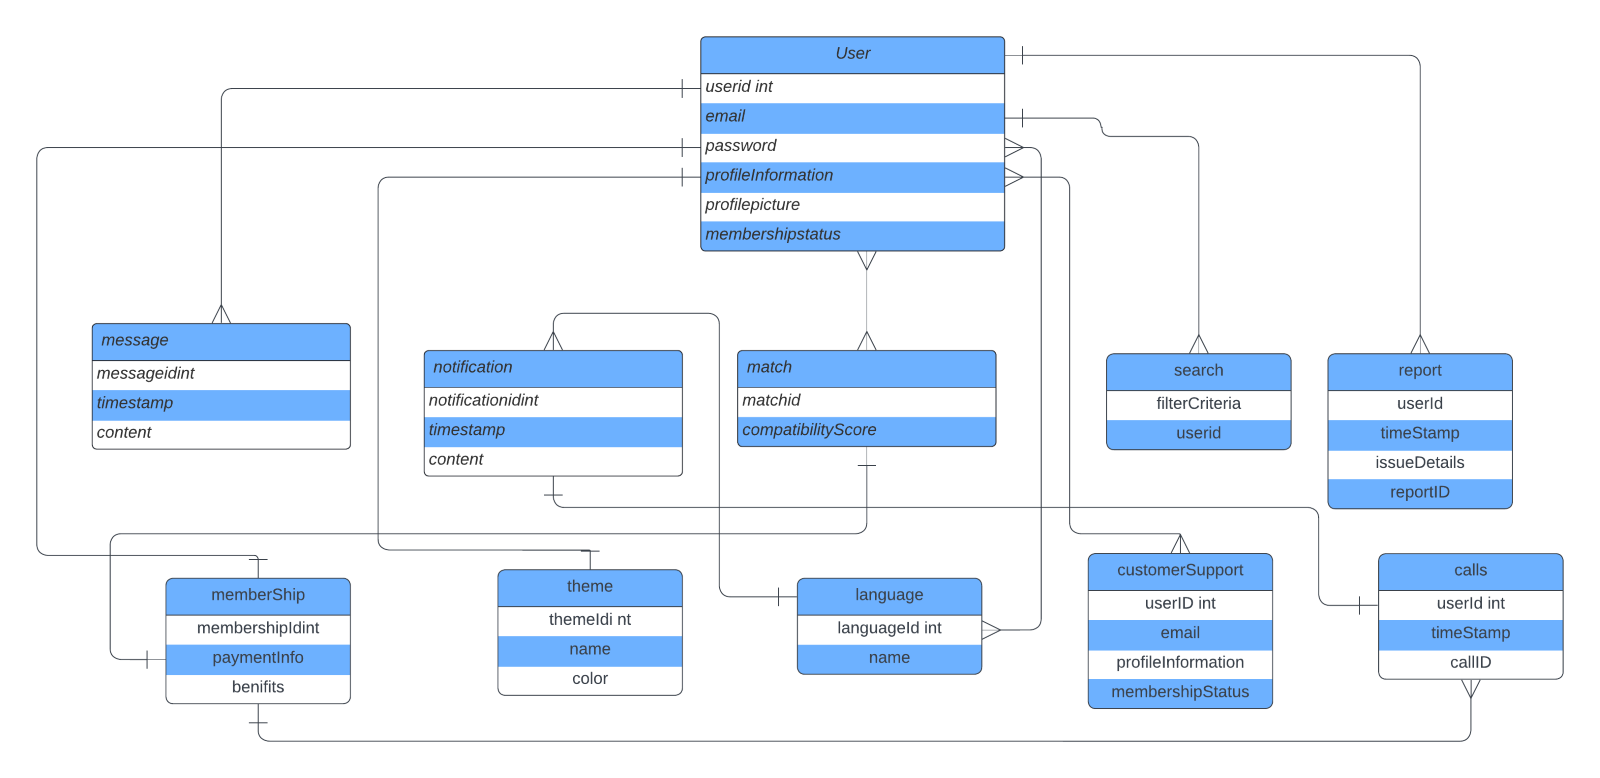 User
userid int
email
password
profileInformation
profilepicture
membershipstatus
message
messageidint
timestamp
content
notification
notificationidint
timestamp
content
match
matchid
compatibilityScore
search
filterCriteria
userid
report
userId
timeStamp
issueDetails
reportID
memberShip
membershipIdint
paymentInfo
benifits
theme
themeIdi nt
name
color
language
languageId int
name
customerSupport
userID int
email
profileInformation
membershipStatus
calls
userId int
timeStamp
callID